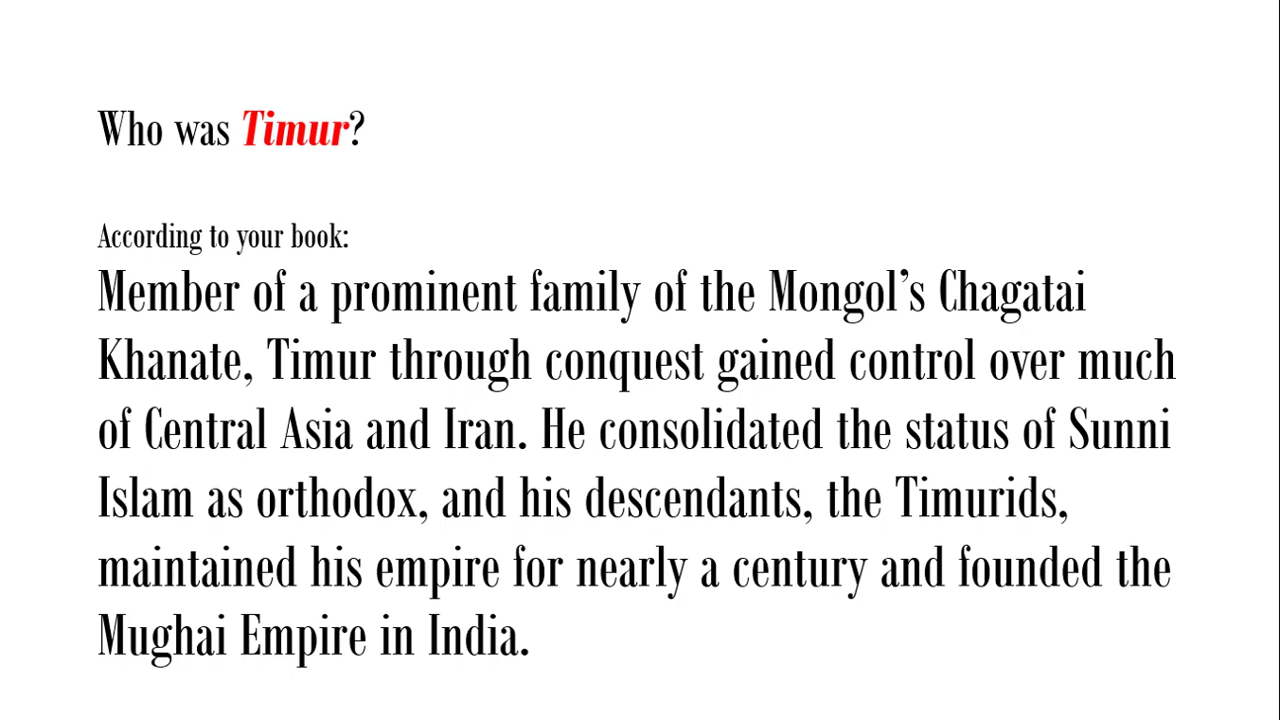 Who was Timur?
According to your book:
Member of a prominent family of the Mongol’s Chagatai
Khanate, Timur through conquest gained control over much
of Central Asia and Iran. He consolidated the status of Sunni
Islam as orthodox, and his descendants, the Timurids,
maintained his empire for nearly a century and founded the
Mughai Empire in India.